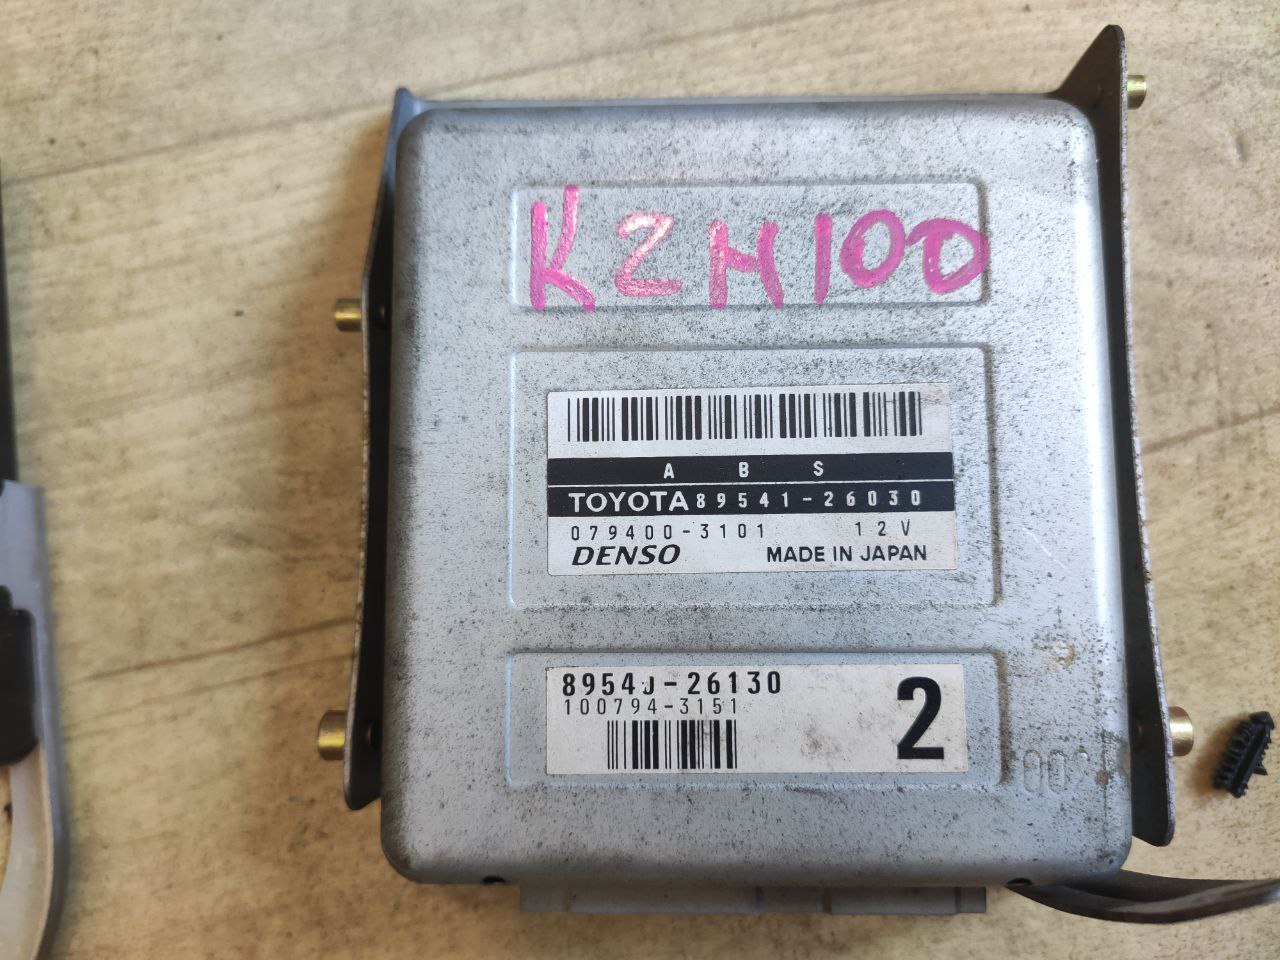 KZH100
A B S
TOYOTA 89541-26030
079400-3101 12V
DENSO MADE IN JAPAN
8954J-26130
100794-3151
2